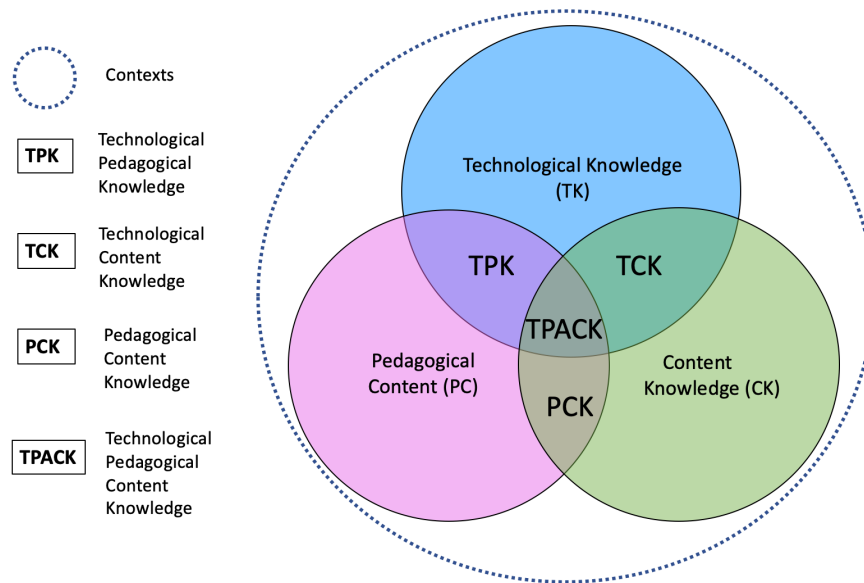 Contexts
TPK
Technological
Pedagogical
Knowledge
TCK
Technological
Content
Knowledge
PCK
Pedagogical
Content
Knowledge
TPACK
Technological
Pedagogical
Content
Knowledge
Technological Knowledge
(TK)
TPK
TCK
TPACK
Pedagogical
Content (PC)
Content
Knowledge (CK)
PCK